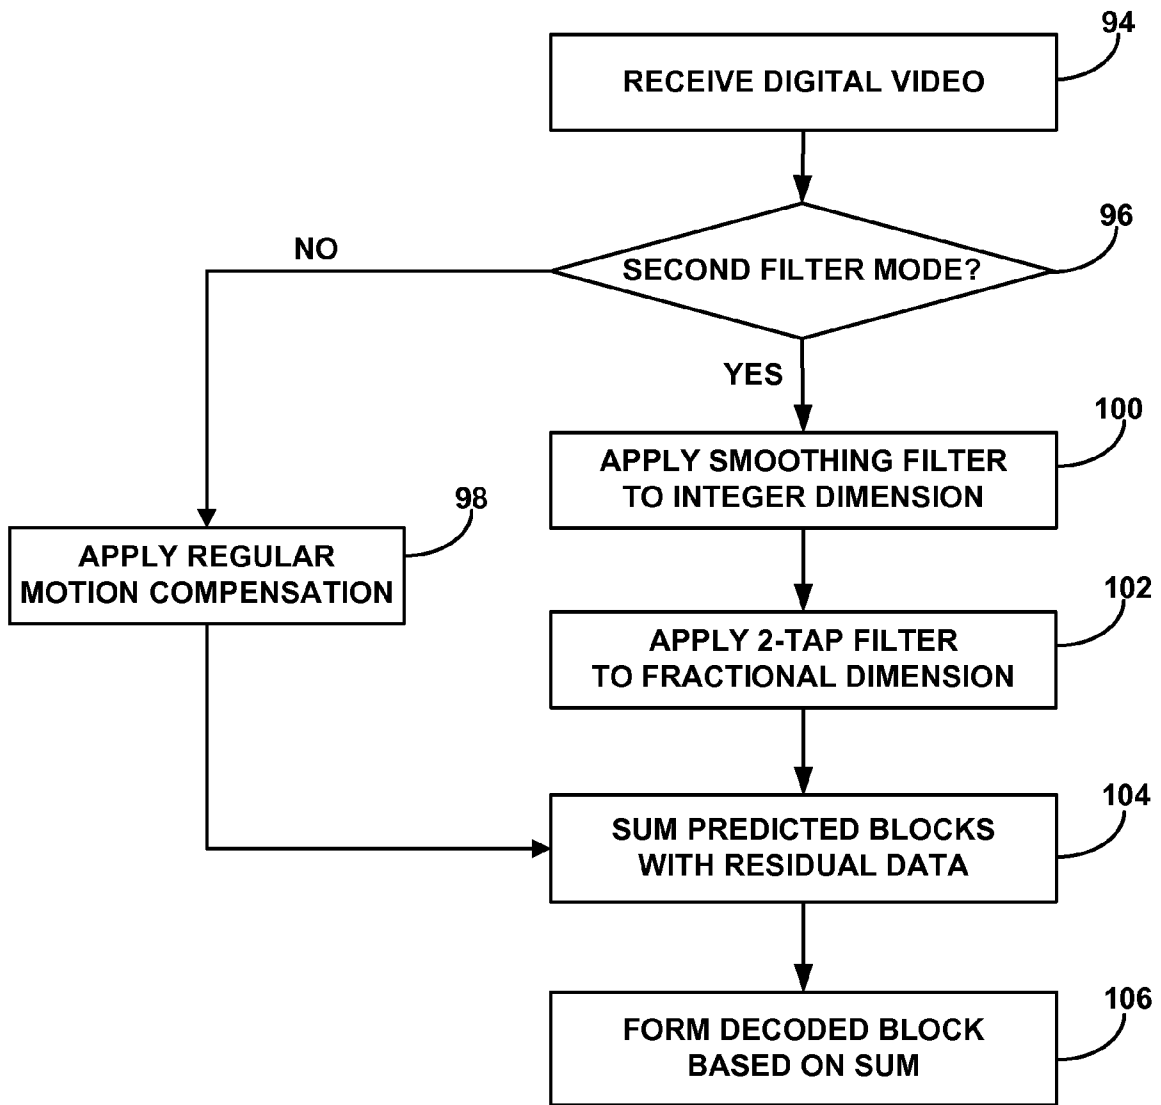 94
RECEIVE DIGITAL VIDEO
96
NO
SECOND FILTER MODE?
YES
100
APPLY SMOOTHING FILTER
TO INTEGER DIMENSION
98
APPLY REGULAR
MOTION COMPENSATION
102
APPLY 2-TAP FILTER
TO FRACTIONAL DIMENSION
104
SUM PREDICTED BLOCKS
WITH RESIDUAL DATA
106
FORM DECODED BLOCK
BASED ON SUM